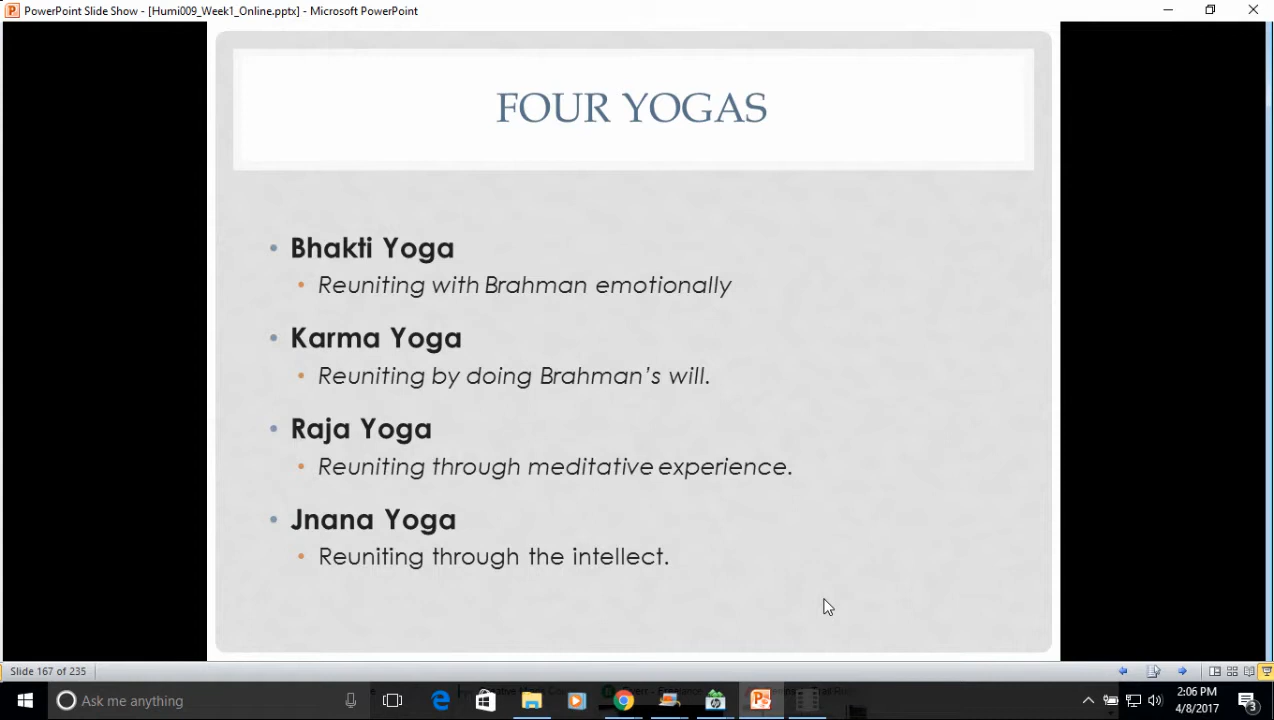 PowerPoint Slide Show - [Humi009_Week1_Online.pptx] - Microsoft PowerPoint
FOUR YOGAS
• Bhakti Yoga
• Reuniting with Brahman emotionally
• Karma Yoga
• Reuniting by doing Brahman's will.
• Raja Yoga
• Reuniting through meditative experience.
• Jnana Yoga
• Reuniting through the intellect.
Slide 167 of 235
Ask me anything
2:06 PM
4/8/2017
3